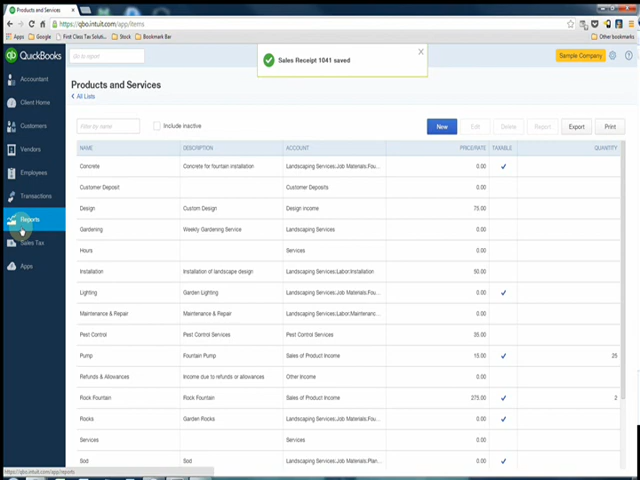 Products and Services
https://qbo.intuit.com/app/items
Apps
Google
First Class Tax Solut...
Stock
Bookmark Bar
Other bookmarks
qb QuickBooks
Go to report
Sample Company
Sales Receipt 1041 saved
X
Accountant
Client Home
Customers
Vendors
Employees
Transactions
Reports
Sales Tax
Apps
Products and Services
All Lists
Filter by name
Include inactive
New
Edit
Delete
Report
Export
Print
NAME DESCRIPTION ACCOUNT PRICE/RATE TAXABLE QUANTITY
Concrete Concrete for fountain installation Landscaping Services:Job Materials:Fou... 0.00
Customer Deposit Customer Deposits 0.00
Design Custom Design Design income 75.00
Gardening Weekly Gardening Service Landscaping Services 0.00
Hours Services 0.00
Installation Installation of landscape design Landscaping Services:Labor:Installation 50.00
Lighting Garden Lighting Landscaping Services:Job Materials:Fou... 0.00
Maintenance & Repair Maintenance & Repair Landscaping Services:Labor:Maintenanc... 0.00
Pest Control Pest Control Services Pest Control Services 35.00
Pump Fountain Pump Sales of Product Income 15.00 25
Refunds & Allowances Income due to refunds or allowances Other Income 0.00
Rock Fountain Rock Fountain Sales of Product Income 275.00 2
Rocks Garden Rocks Landscaping Services:Job Materials:Fou... 0.00
Services Services 0.00
Sod Sod Landscaping Services:Job Materials:Plan... 0.00
https://qbo.intuit.com/app/reports